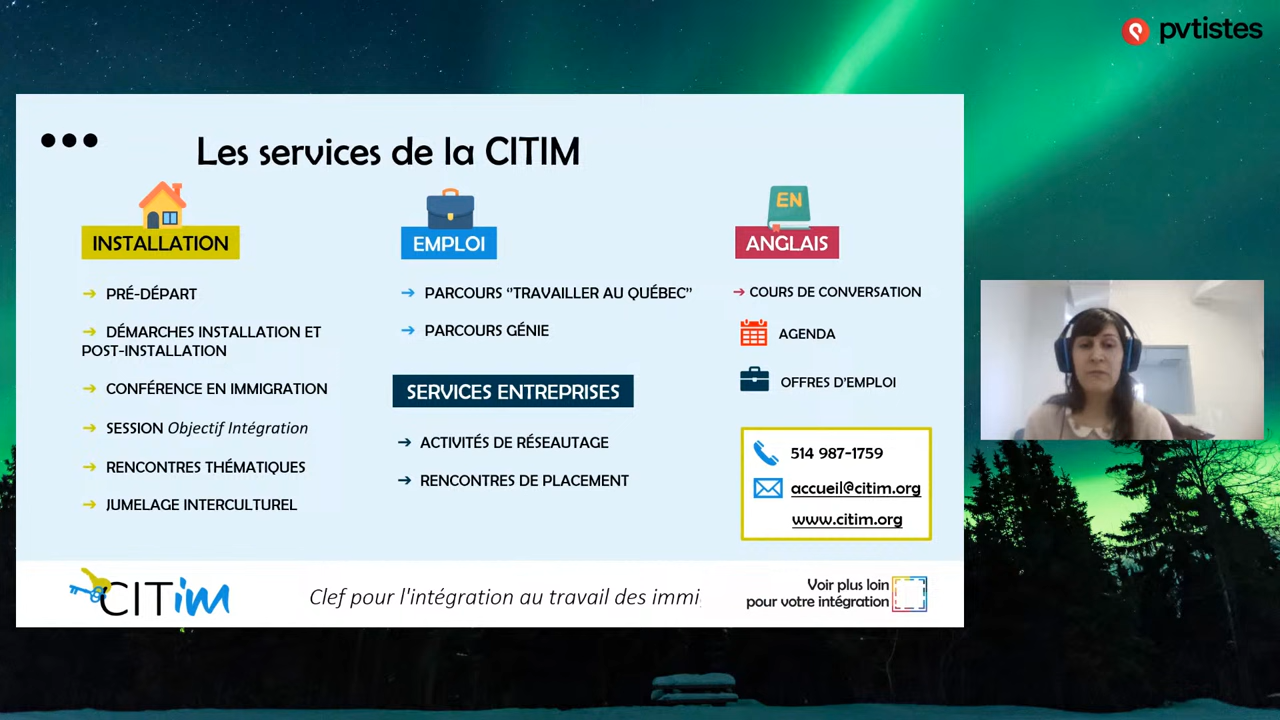 pvtistes
Les services de la CITIM
INSTALLATION
→ PRÉ-DÉPART
→ DÉMARCHES INSTALLATION ET
POST-INSTALLATION
→ CONFÉRENCE EN IMMIGRATION
→ SESSION Objectif Intégration
→ RENCONTRES THÉMATIQUES
→ JUMELAGE INTERCULTUREL
EMPLOI
→ PARCOURS “TRAVAILLER AU QUÉBEC”
→ PARCOURS GÉNIE
SERVICES ENTREPRISES
→ ACTIVITÉS DE RÉSEAUTAGE
→ RENCONTRES DE PLACEMENT
EN
ANGLAIS
→ COURS DE CONVERSATION
AGENDA
OFFRES D'EMPLOI
514 987-1759
accueil@citim.org
www.citim.org
CITim
Clef pour l'intégration au travail des immi
Voir plus loin
pour votre intégration